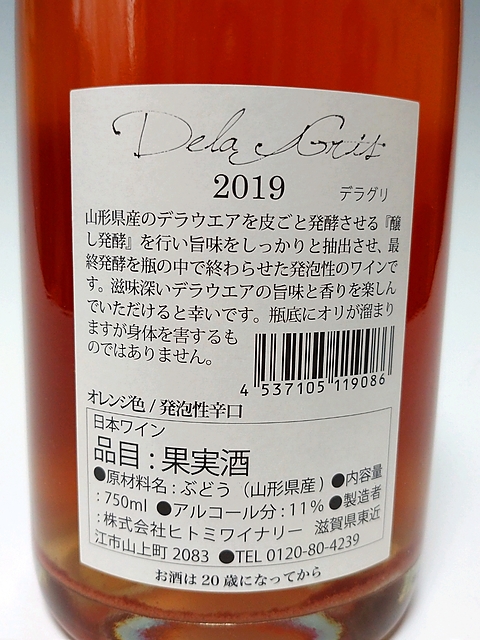 Dela Gris
2019 デラグリ
山形県産のデラウエアを皮ごと発酵させる『醸
し発酵』を行い旨味をしっかりと抽出させ、最
終発酵を瓶の中で終わらせた発泡性のワインで
す。滋味深いデラウエアの旨味と香りを楽しん
でいただけると幸いです。瓶底にオリが溜まり
ますが身体を害するも
のではありません。
4 537105 119086
オレンジ色 / 発泡性辛口
日本ワイン
品目 : 果実酒
●原材料名 : ぶどう（山形県産）●内容量
: 750ml ●アルコール分 : 11% ●製造者
: 株式会社ヒトミワイナリー 滋賀県東近
江市山上町 2083 ●TEL 0120-80-4239
お酒は 20 歳になってから